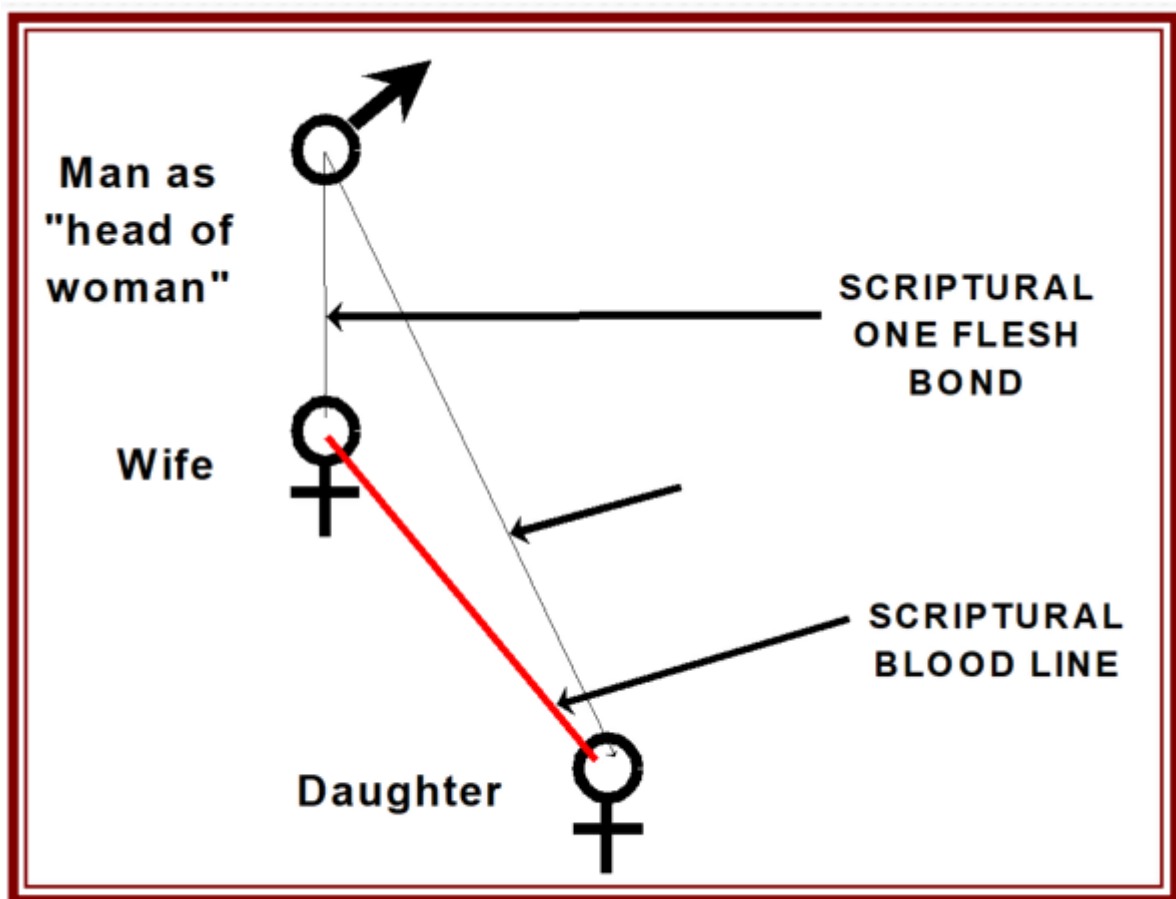 Man as
"head of
woman"
SCRIPTURAL
ONE FLESH
BOND
Wife
SCRIPTURAL
BLOOD LINE
Daughter